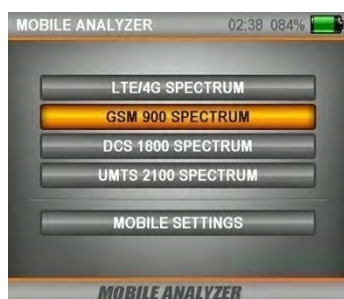 MOBILE ANALYZER 02:38 084%
LTE/4G SPECTRUM
GSM 900 SPECTRUM
DCS 1800 SPECTRUM
UMTS 2100 SPECTRUM
MOBILE SETTINGS
MOBILE ANALYZER